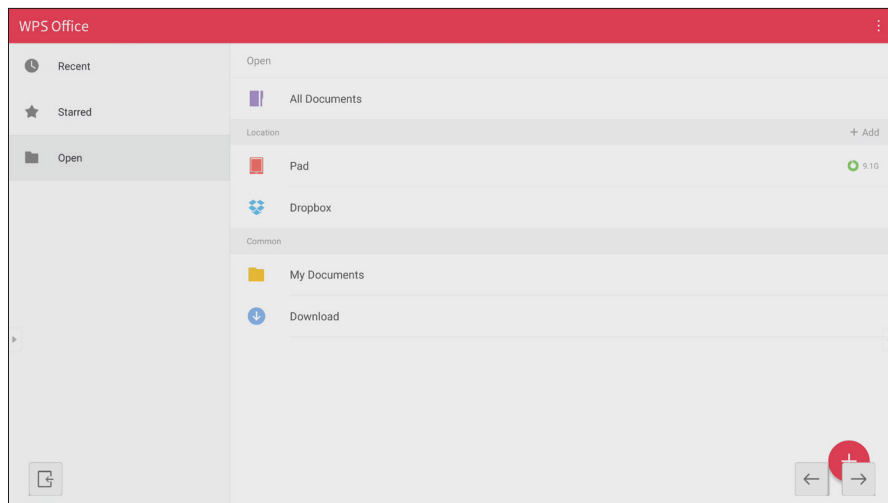 WPS Office
Recent
Starred
Open
Open
All Documents
Location
+ Add
Pad
9.1G
Dropbox
Common
My Documents
Download